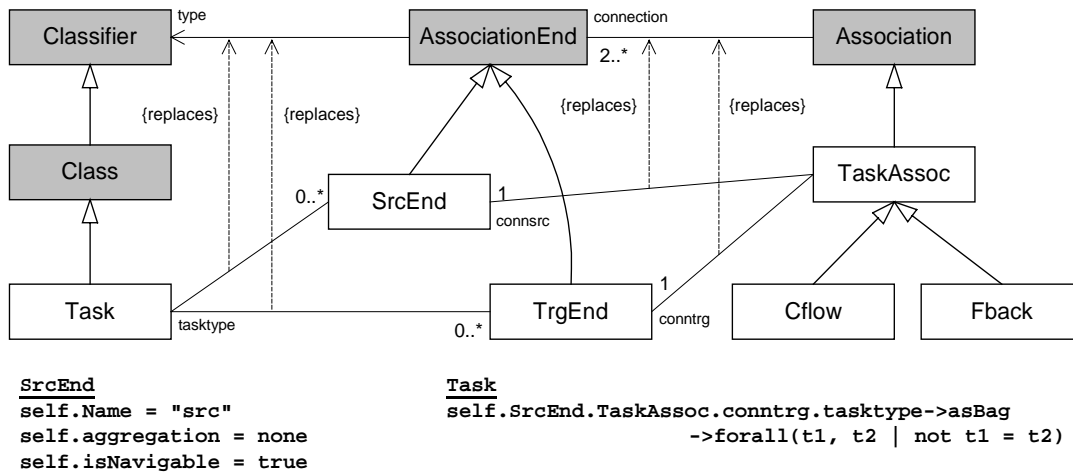 type
connection
Classifier
AssociationEnd
Association
2..*
{replaces}
{replaces}
{replaces}
{replaces}
Class
TaskAssoc
0..*
SrcEnd
1
connsrc
Task
tasktype
0..*
TrgEnd
1
conntrg
Cflow
Fback
SrcEnd
self.Name = "src"
self.aggregation = none
self.isNavigable = true
Task
self.SrcEnd.TaskAssoc.conntrg.tasktype->asBag
->forall(t1, t2 | not t1 = t2)